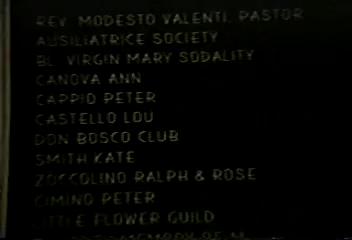 REV. MODESTO VALENTI, PASTOR
AUSILIATRICE SOCIETY
BL. VIRGIN MARY SODALITY
CANOVA ANN
CAPPIO PETER
CASTELLO LOU
DON BOSCO CLUB
SMITH KATE
ZOCCOLINO RALPH & ROSE
CIMINO PETER
LITTLE FLOWER GUILD